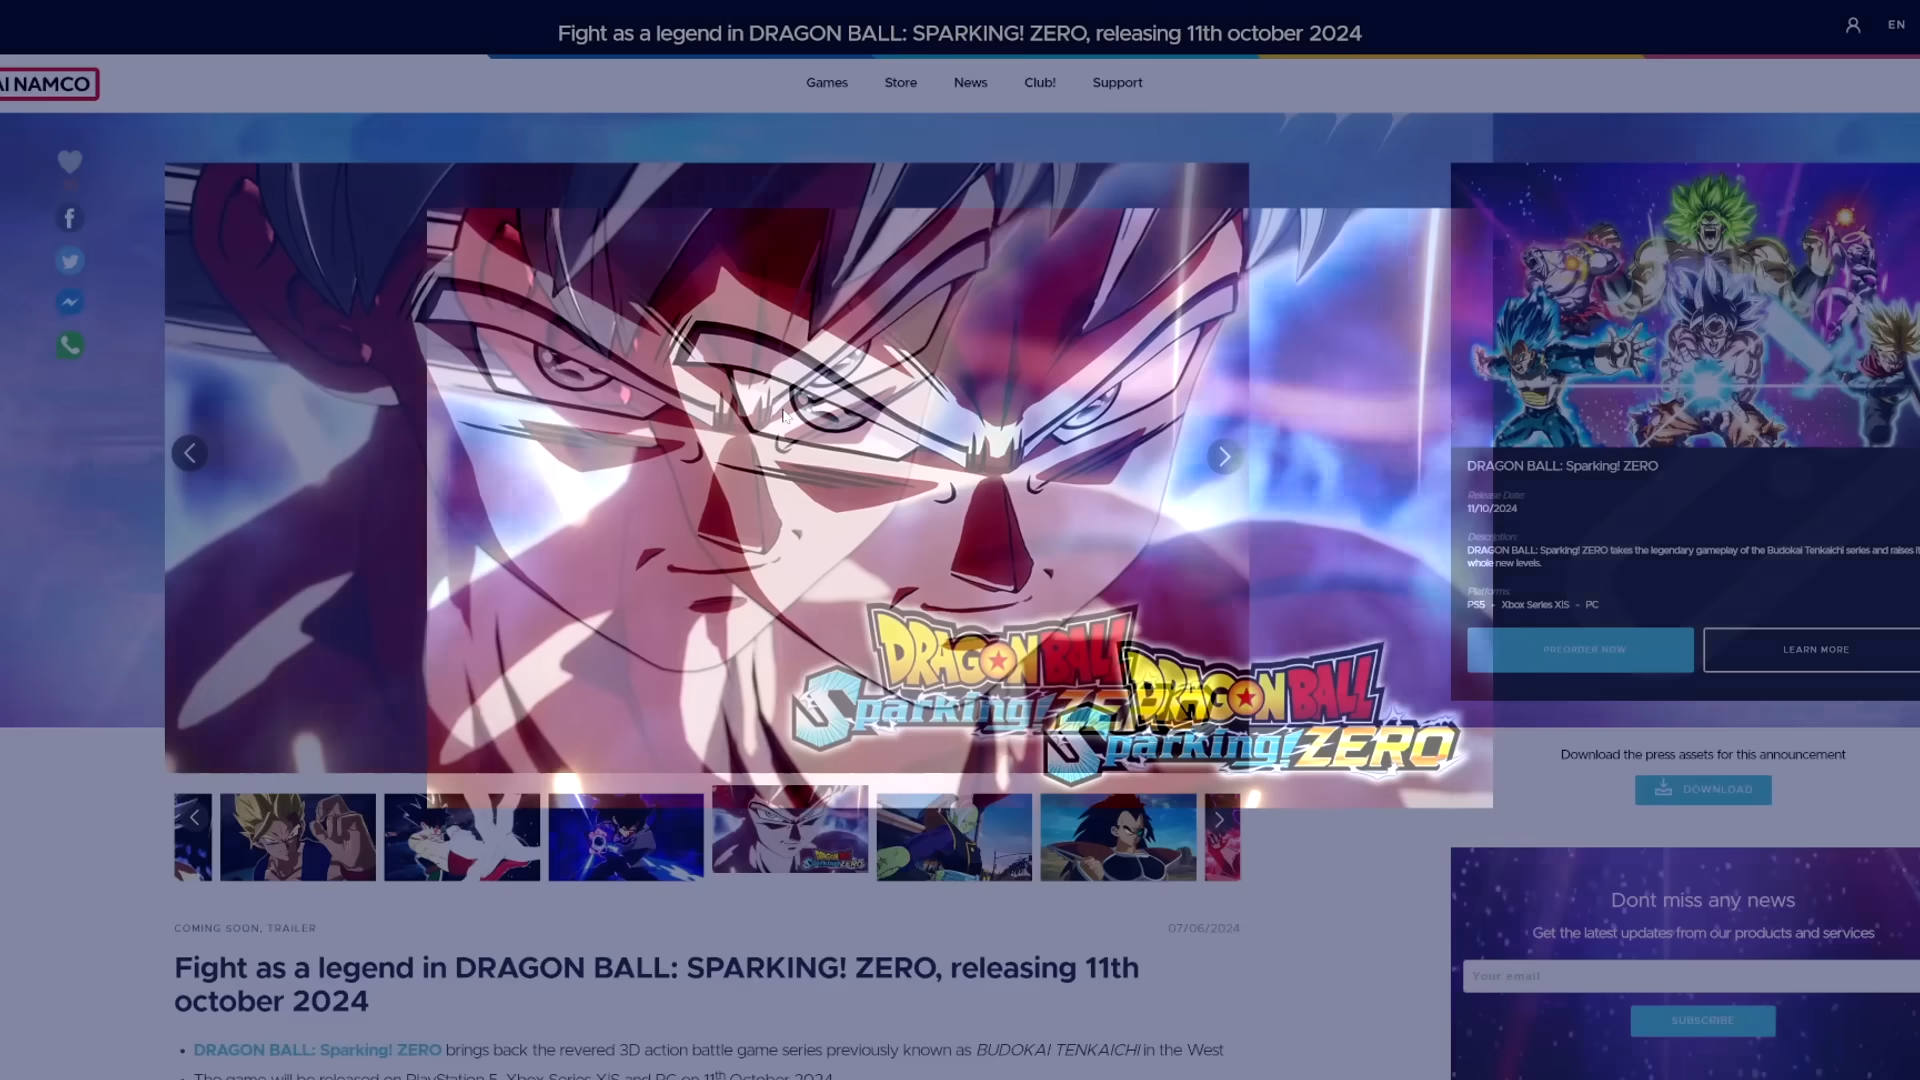 Fight as a legend in DRAGON BALL: SPARKING! ZERO, releasing 11th october 2024
EN
AI NAMCO
Games
Store
News
Club!
Support
DRAGON BALL
Sparking! ZE
DRAGON BALL
Sparking! ZERO
DRAGON BALL: Sparking! ZERO
Release Date:
11/10/2024
Description:
DRAGON BALL: Sparking! ZERO takes the legendary gameplay of the Budokai Tenkaichi series and raises it
whole new levels.
Platforms:
PS5 - Xbox Series X|S - PC
PREORDER NOW
LEARN MORE
Download the press assets for this announcement
DOWNLOAD
DRAGON BALL
Sparking! ZERO
COMING SOON, TRAILER
07/06/2024
Fight as a legend in DRAGON BALL: SPARKING! ZERO, releasing 11th
october 2024
• DRAGON BALL: Sparking! ZERO brings back the revered 3D action battle game series previously known as BUDOKAI TENKAICHI in the West
• The game will be released on PlayStation 5, Xbox Series X|S and PC on 11th October 2024
Dont miss any news
Get the latest updates from our products and services
Your email
SUBSCRIBE